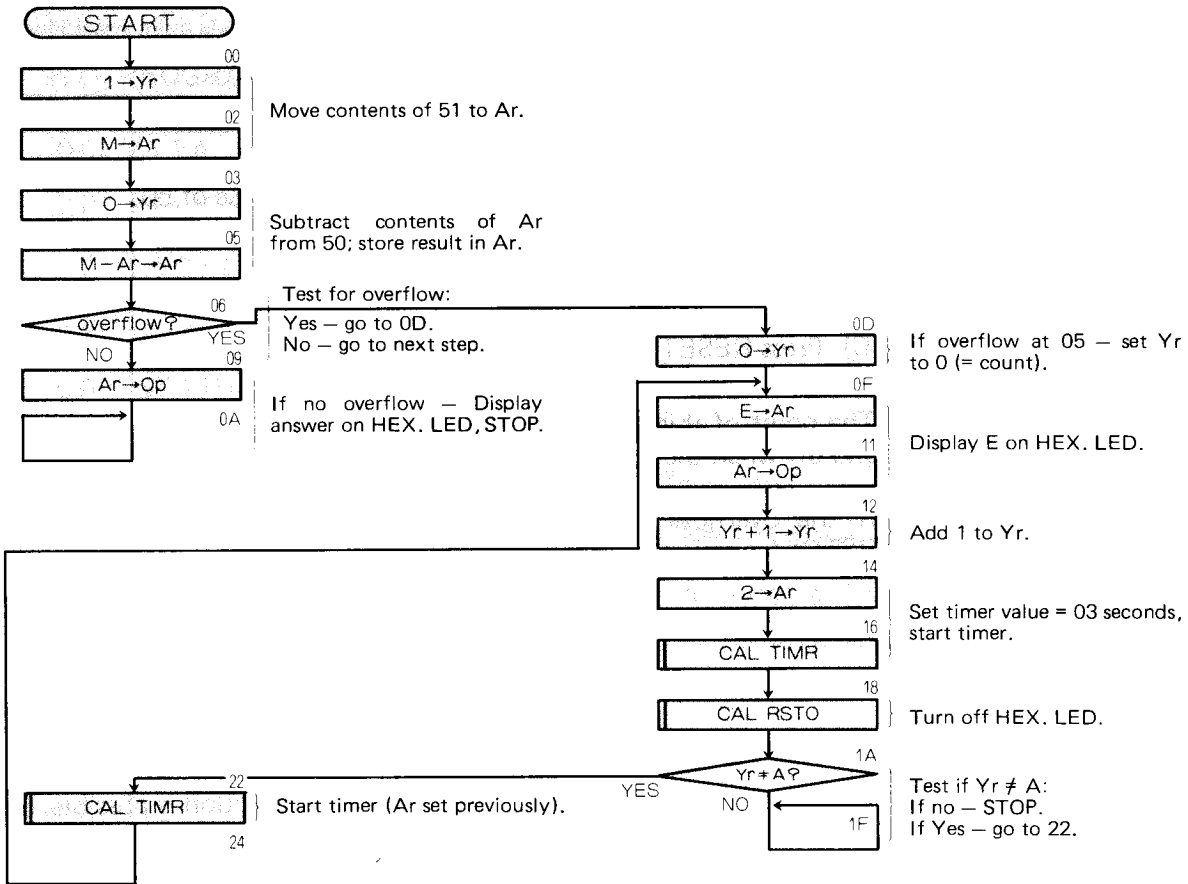 START
00
1→Yr
02
M→Ar
Move contents of 51 to Ar.
03
0→Yr
05
M−Ar→Ar
Subtract contents of Ar
from 50; store result in Ar.
06
overflow?
YES
NO
Test for overflow:
Yes — go to 0D.
No — go to next step.
09
Ar→Op
0A
If no overflow — Display
answer on HEX. LED, STOP.
0D
0→Yr
If overflow at 05 — set Yr
to 0 (= count).
0F
E→Ar
11
Ar→Op
Display E on HEX. LED.
12
Yr+1→Yr
Add 1 to Yr.
14
2→Ar
16
CAL TIMR
Set timer value = 03 seconds,
start timer.
18
CAL RSTO
Turn off HEX. LED.
1A
Yr≠A?
YES
NO
1F
Test if Yr ≠ A:
If no — STOP.
If Yes — go to 22.
22
CAL TIMR
24
Start timer (Ar set previously).